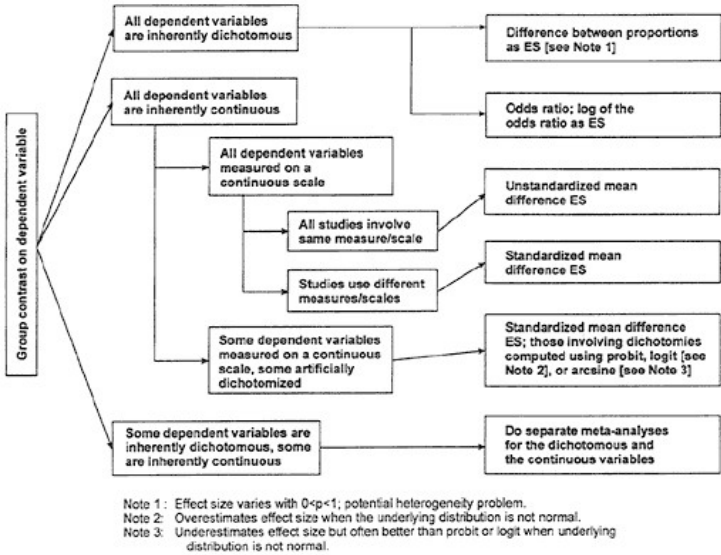 Group contrast on dependent variable
All dependent variables
are inherently dichotomous
Difference between proportions
as ES [see Note 1]
All dependent variables
are inherently continuous
Odds ratio; log of the
odds ratio as ES
All dependent variables
measured on a
continuous scale
Unstandardized mean
difference ES
All studies involve
same measure/scale
Standardized mean
difference ES
Studies use different
measures/scales
Some dependent variables
measured on a continuous
scale, some artificially
dichotomized
Standardized mean difference
ES; those involving dichotomies
computed using probit, logit [see
Note 2], or arcsine [see Note 3]
Some dependent variables are
inherently dichotomous, some
are inherently continuous
Do separate meta-analyses
for the dichotomous and
the continuous variables
Note 1 : Effect size varies with 0<p<1; potential heterogeneity problem.
Note 2: Overestimates effect size when the underlying distribution is not normal.
Note 3: Underestimates effect size but often better than probit or logit when underlying
distribution is not normal.